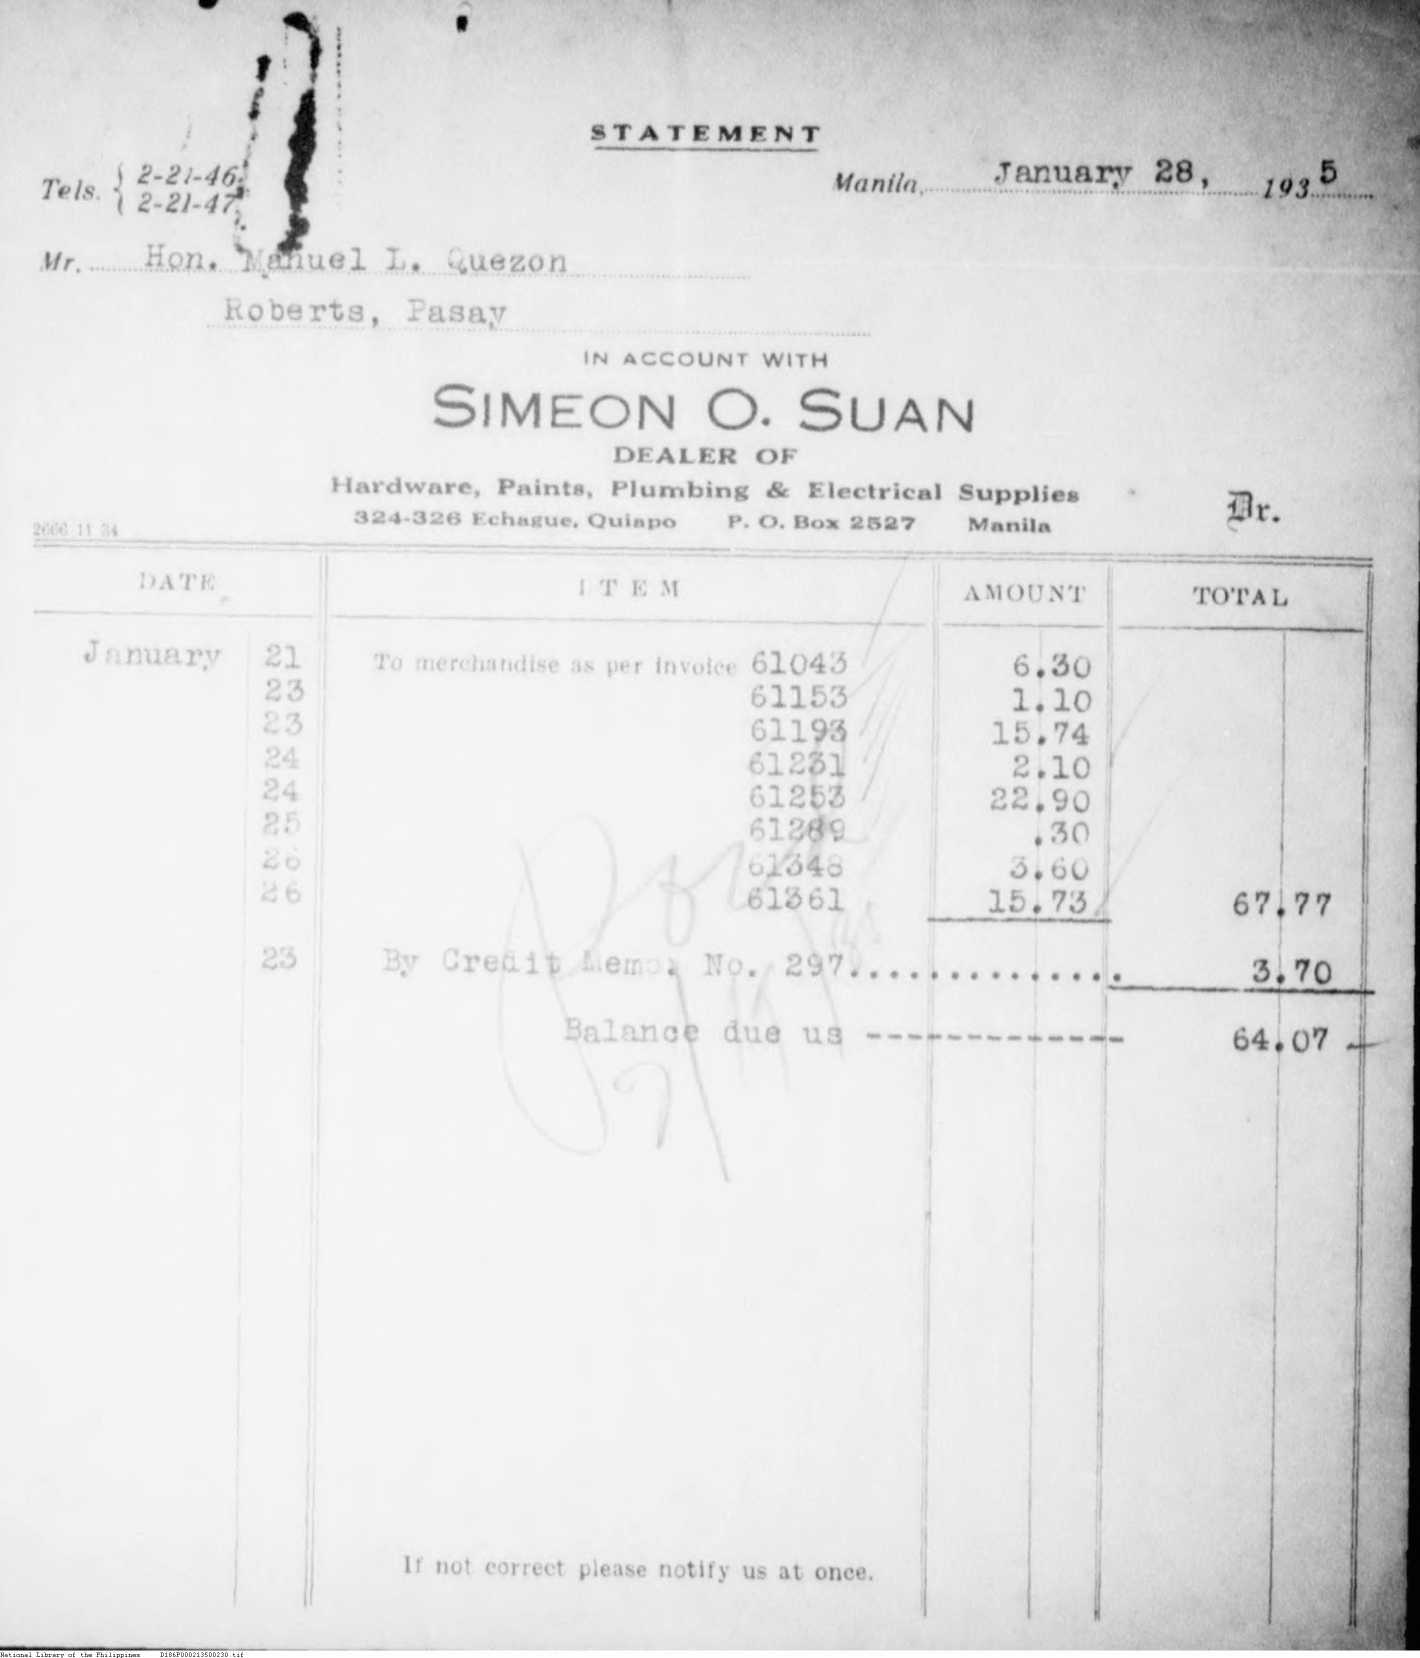 STATEMENT
Tels. { 2-21-46
2-21-47
Manila, January 28, 1935
Mr. Hon. Manuel L. Quezon
Roberts, Pasay
IN ACCOUNT WITH
SIMEON O. SUAN
DEALER OF
Hardware, Paints, Plumbing & Electrical Supplies
324-326 Echague, Quiapo P. O. Box 2527 Manila
Dr.
2666 11 34
DATE ITEM AMOUNT TOTAL
January 21 To merchandise as per invoice 61043 6.30
23 61153 1.10
23 61193 15.74
24 61231 2.10
24 61253 22.90
25 61289 .30
26 61348 3.60
26 61361 15.73 67.77
23 By Credit Memo. No. 297.............. 3.70
Balance due us ------------- 64.07
If not correct please notify us at once.
National Library of the Philippines D186P000213500230.tif